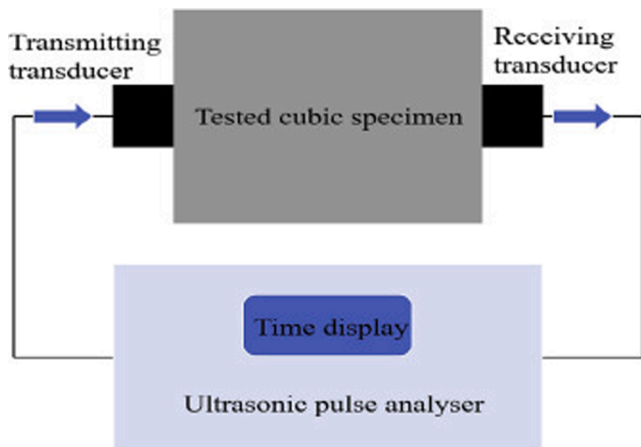 Transmitting
transducer
Receiving
transducer
Tested cubic specimen
Time display
Ultrasonic pulse analyser